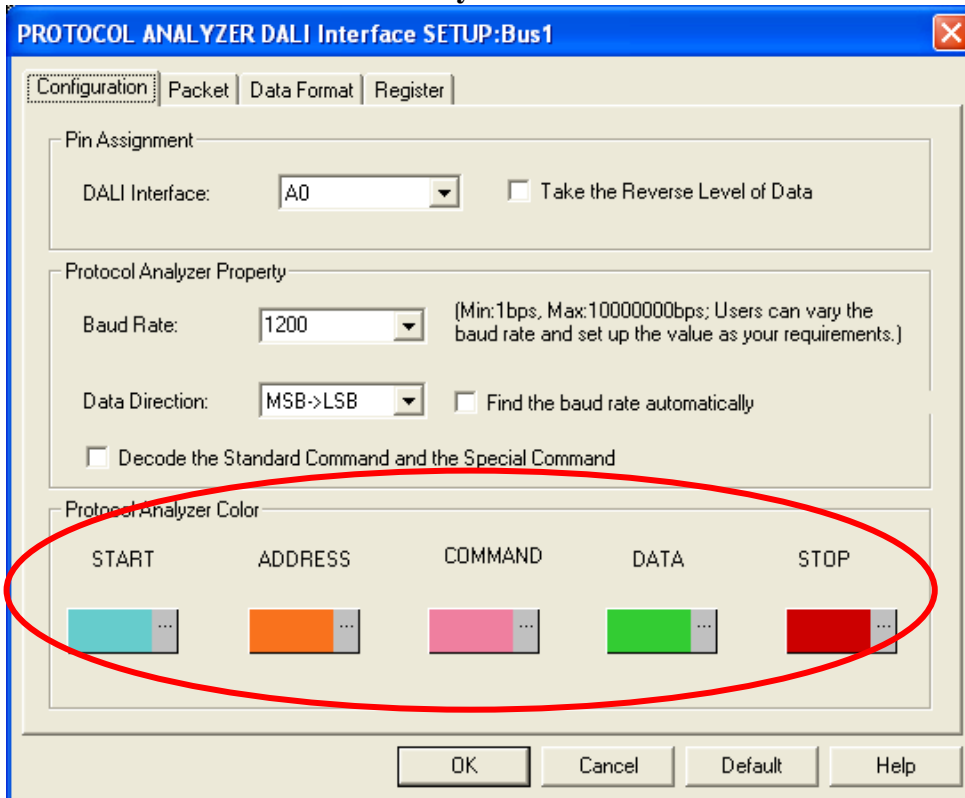 PROTOCOL ANALYZER DALI Interface SETUP:Bus1
Configuration Packet Data Format Register
Pin Assignment
DALI Interface: A0 Take the Reverse Level of Data
Protocol Analyzer Property
Baud Rate: 1200 (Min:1bps, Max:10000000bps; Users can vary the
baud rate and set up the value as your requirements.)
Data Direction: MSB->LSB Find the baud rate automatically
Decode the Standard Command and the Special Command
Protocol Analyzer Color
START ADDRESS COMMAND DATA STOP
... ... ... ... ...
OK Cancel Default Help